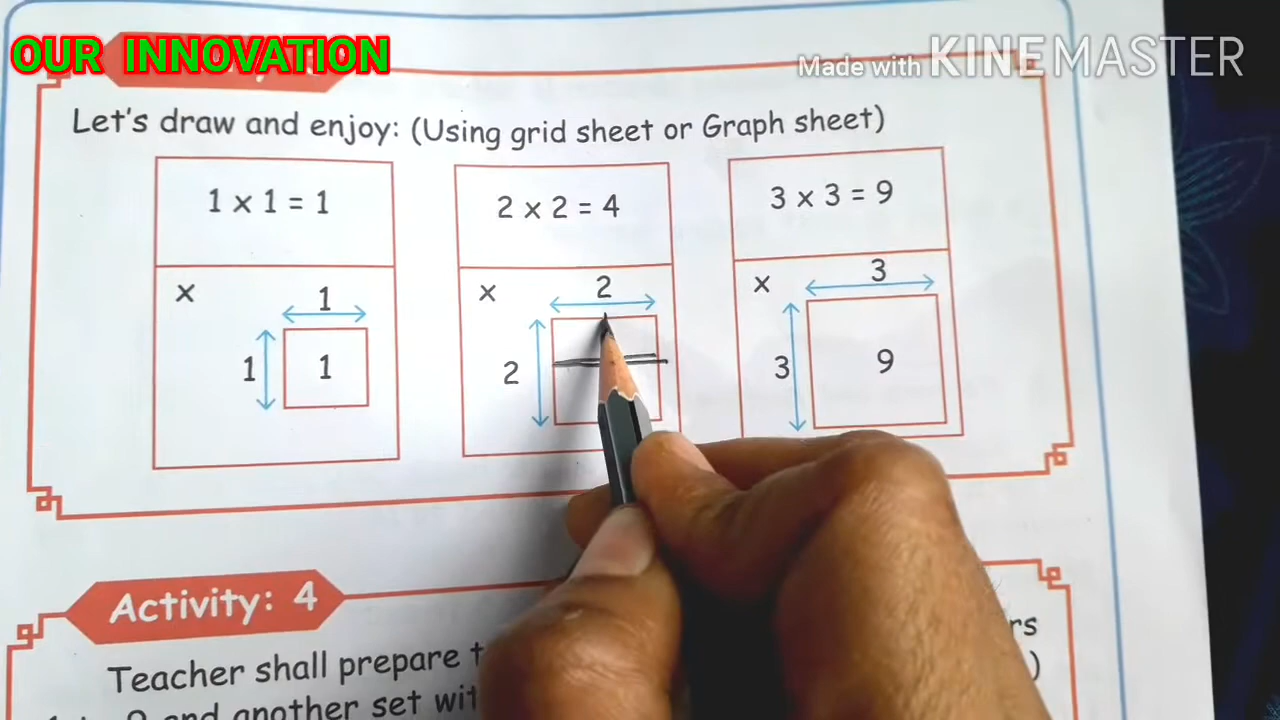 OUR INNOVATION
Made with KINEMASTER
Let's draw and enjoy: (Using grid sheet or Graph sheet)
1 x 1 = 1
2 x 2 = 4
3 x 3 = 9
x
1
1
1
x
2
2
x
3
3
9
Activity: 4
Teacher shall prepare
and another set